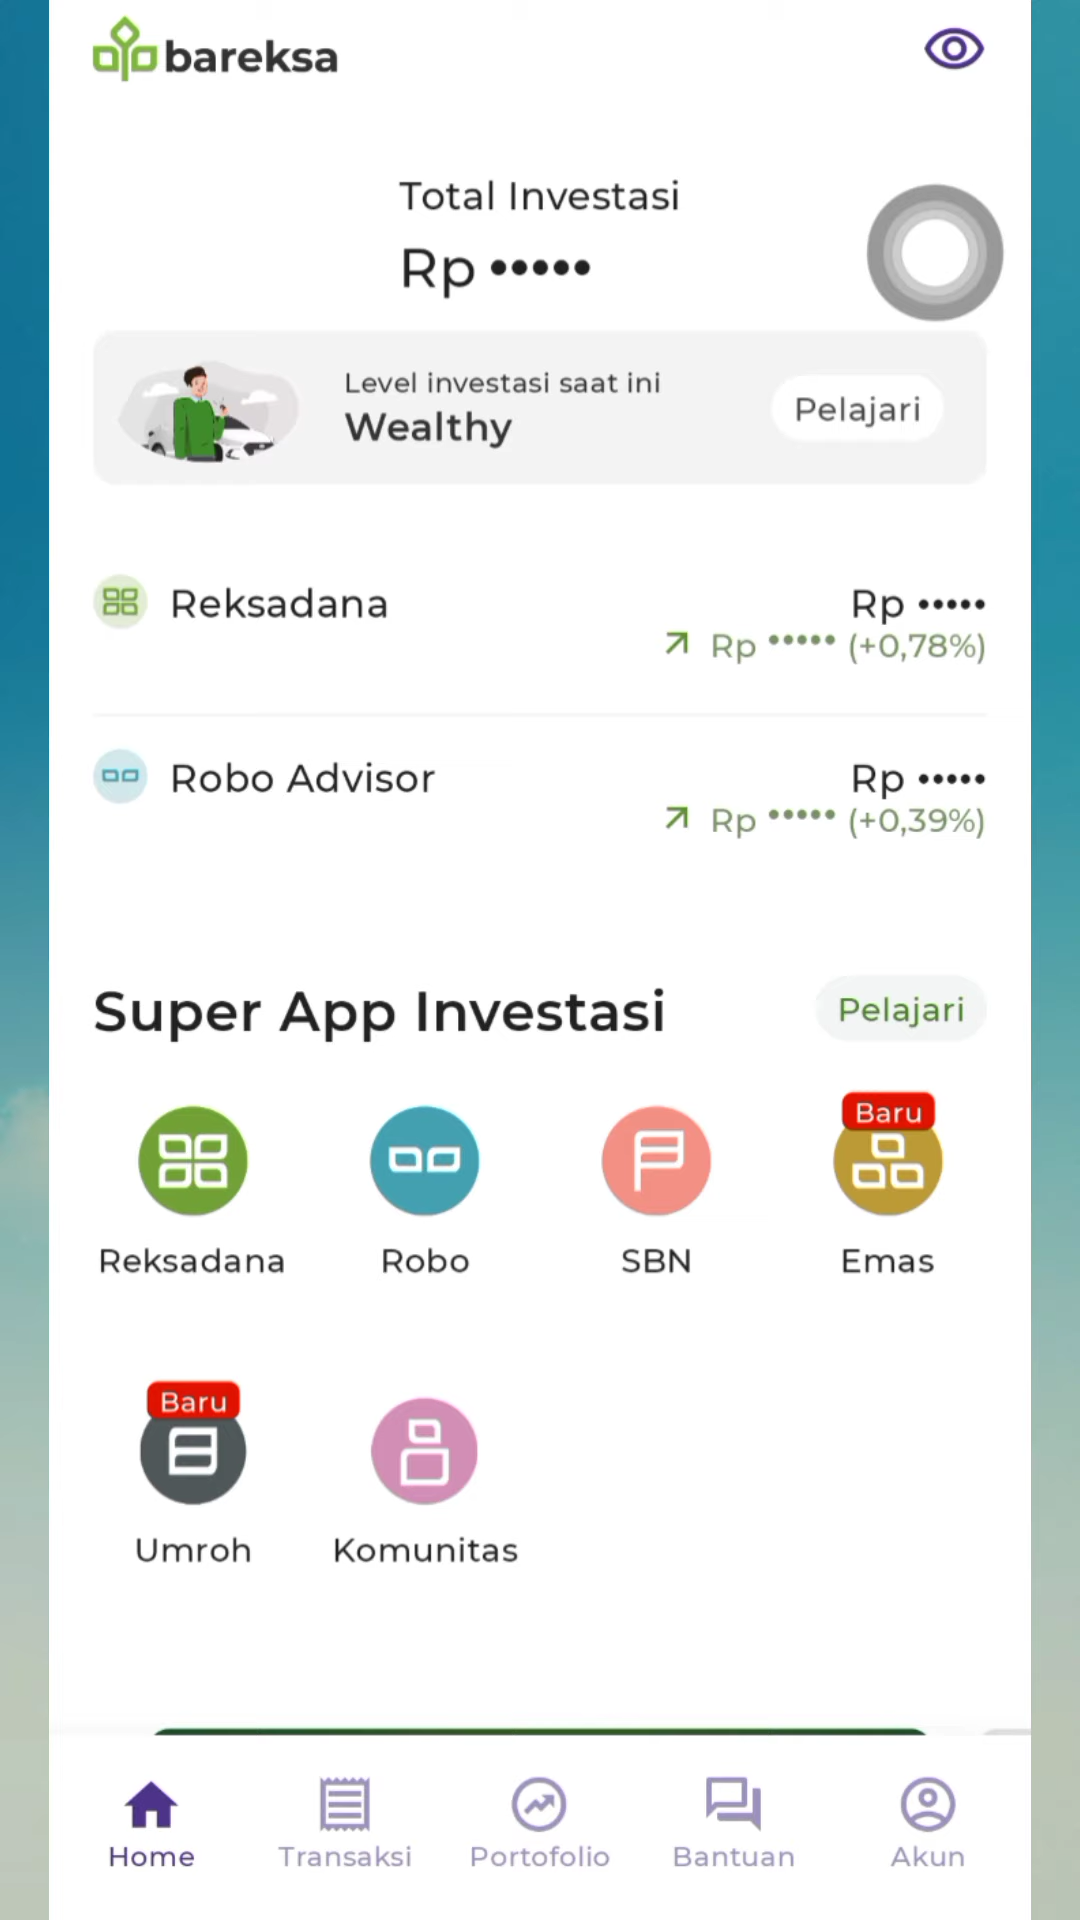 bareksa
Total Investasi
Rp •••••
Level investasi saat ini
Wealthy
Pelajari
Reksadana
Rp •••••
Rp ••••• (+0,78%)
Robo Advisor
Rp •••••
Rp ••••• (+0,39%)
Super App Investasi
Pelajari
Baru
Reksadana
Robo
SBN
Emas
Baru
Umroh
Komunitas
Home
Transaksi
Portofolio
Bantuan
Akun